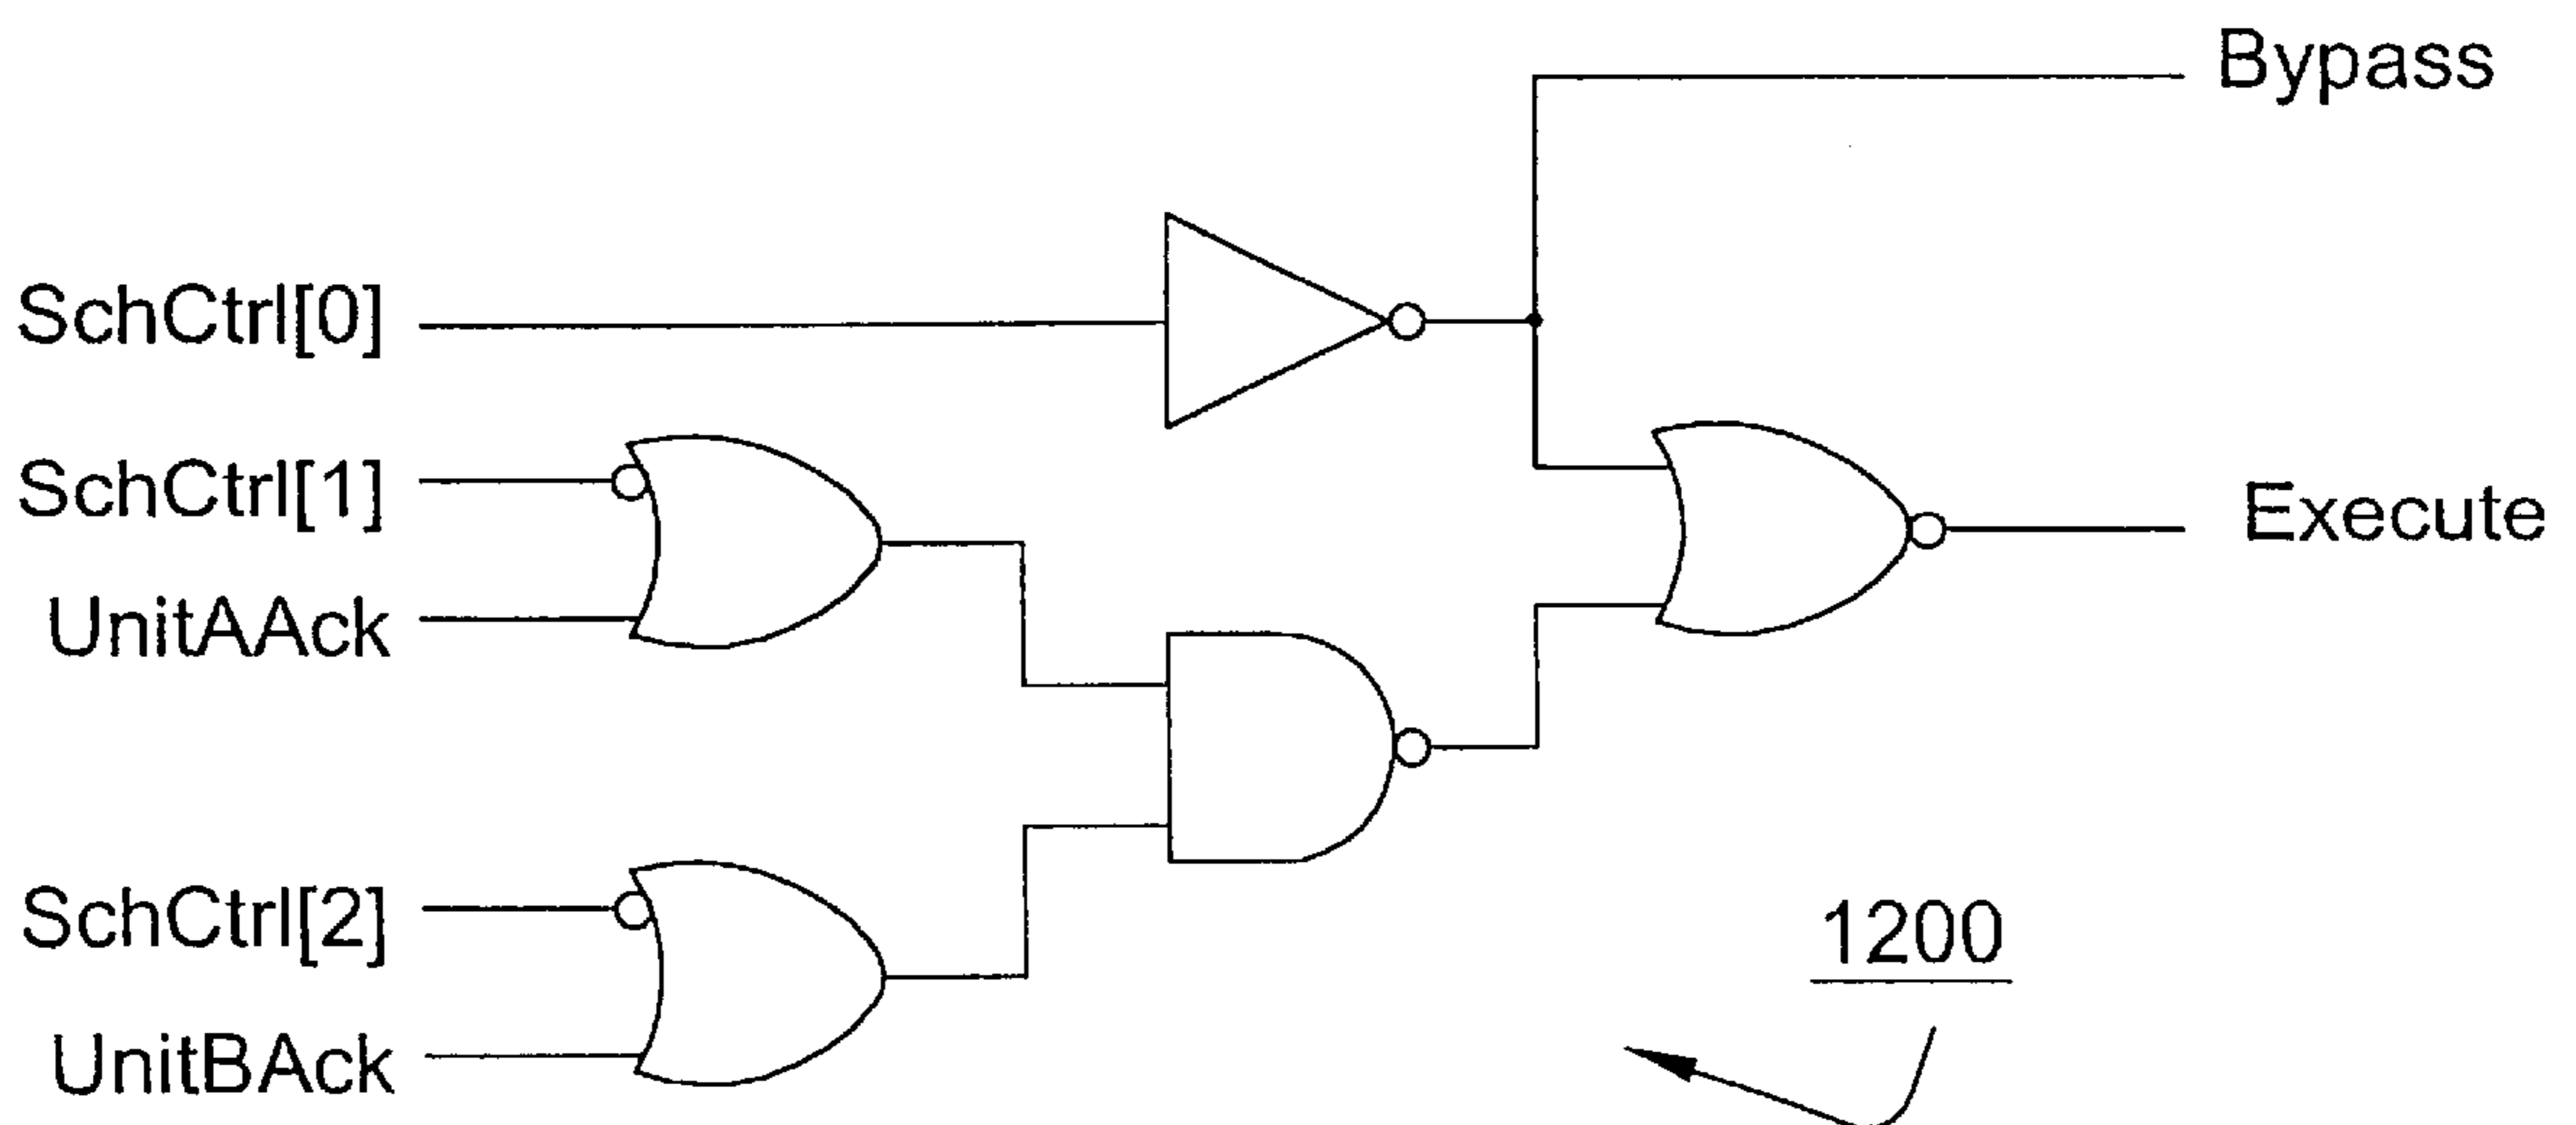 Bypass
SchCtrl[0]
SchCtrl[1]
Execute
UnitAAck
SchCtrl[2]
1200
UnitBAck